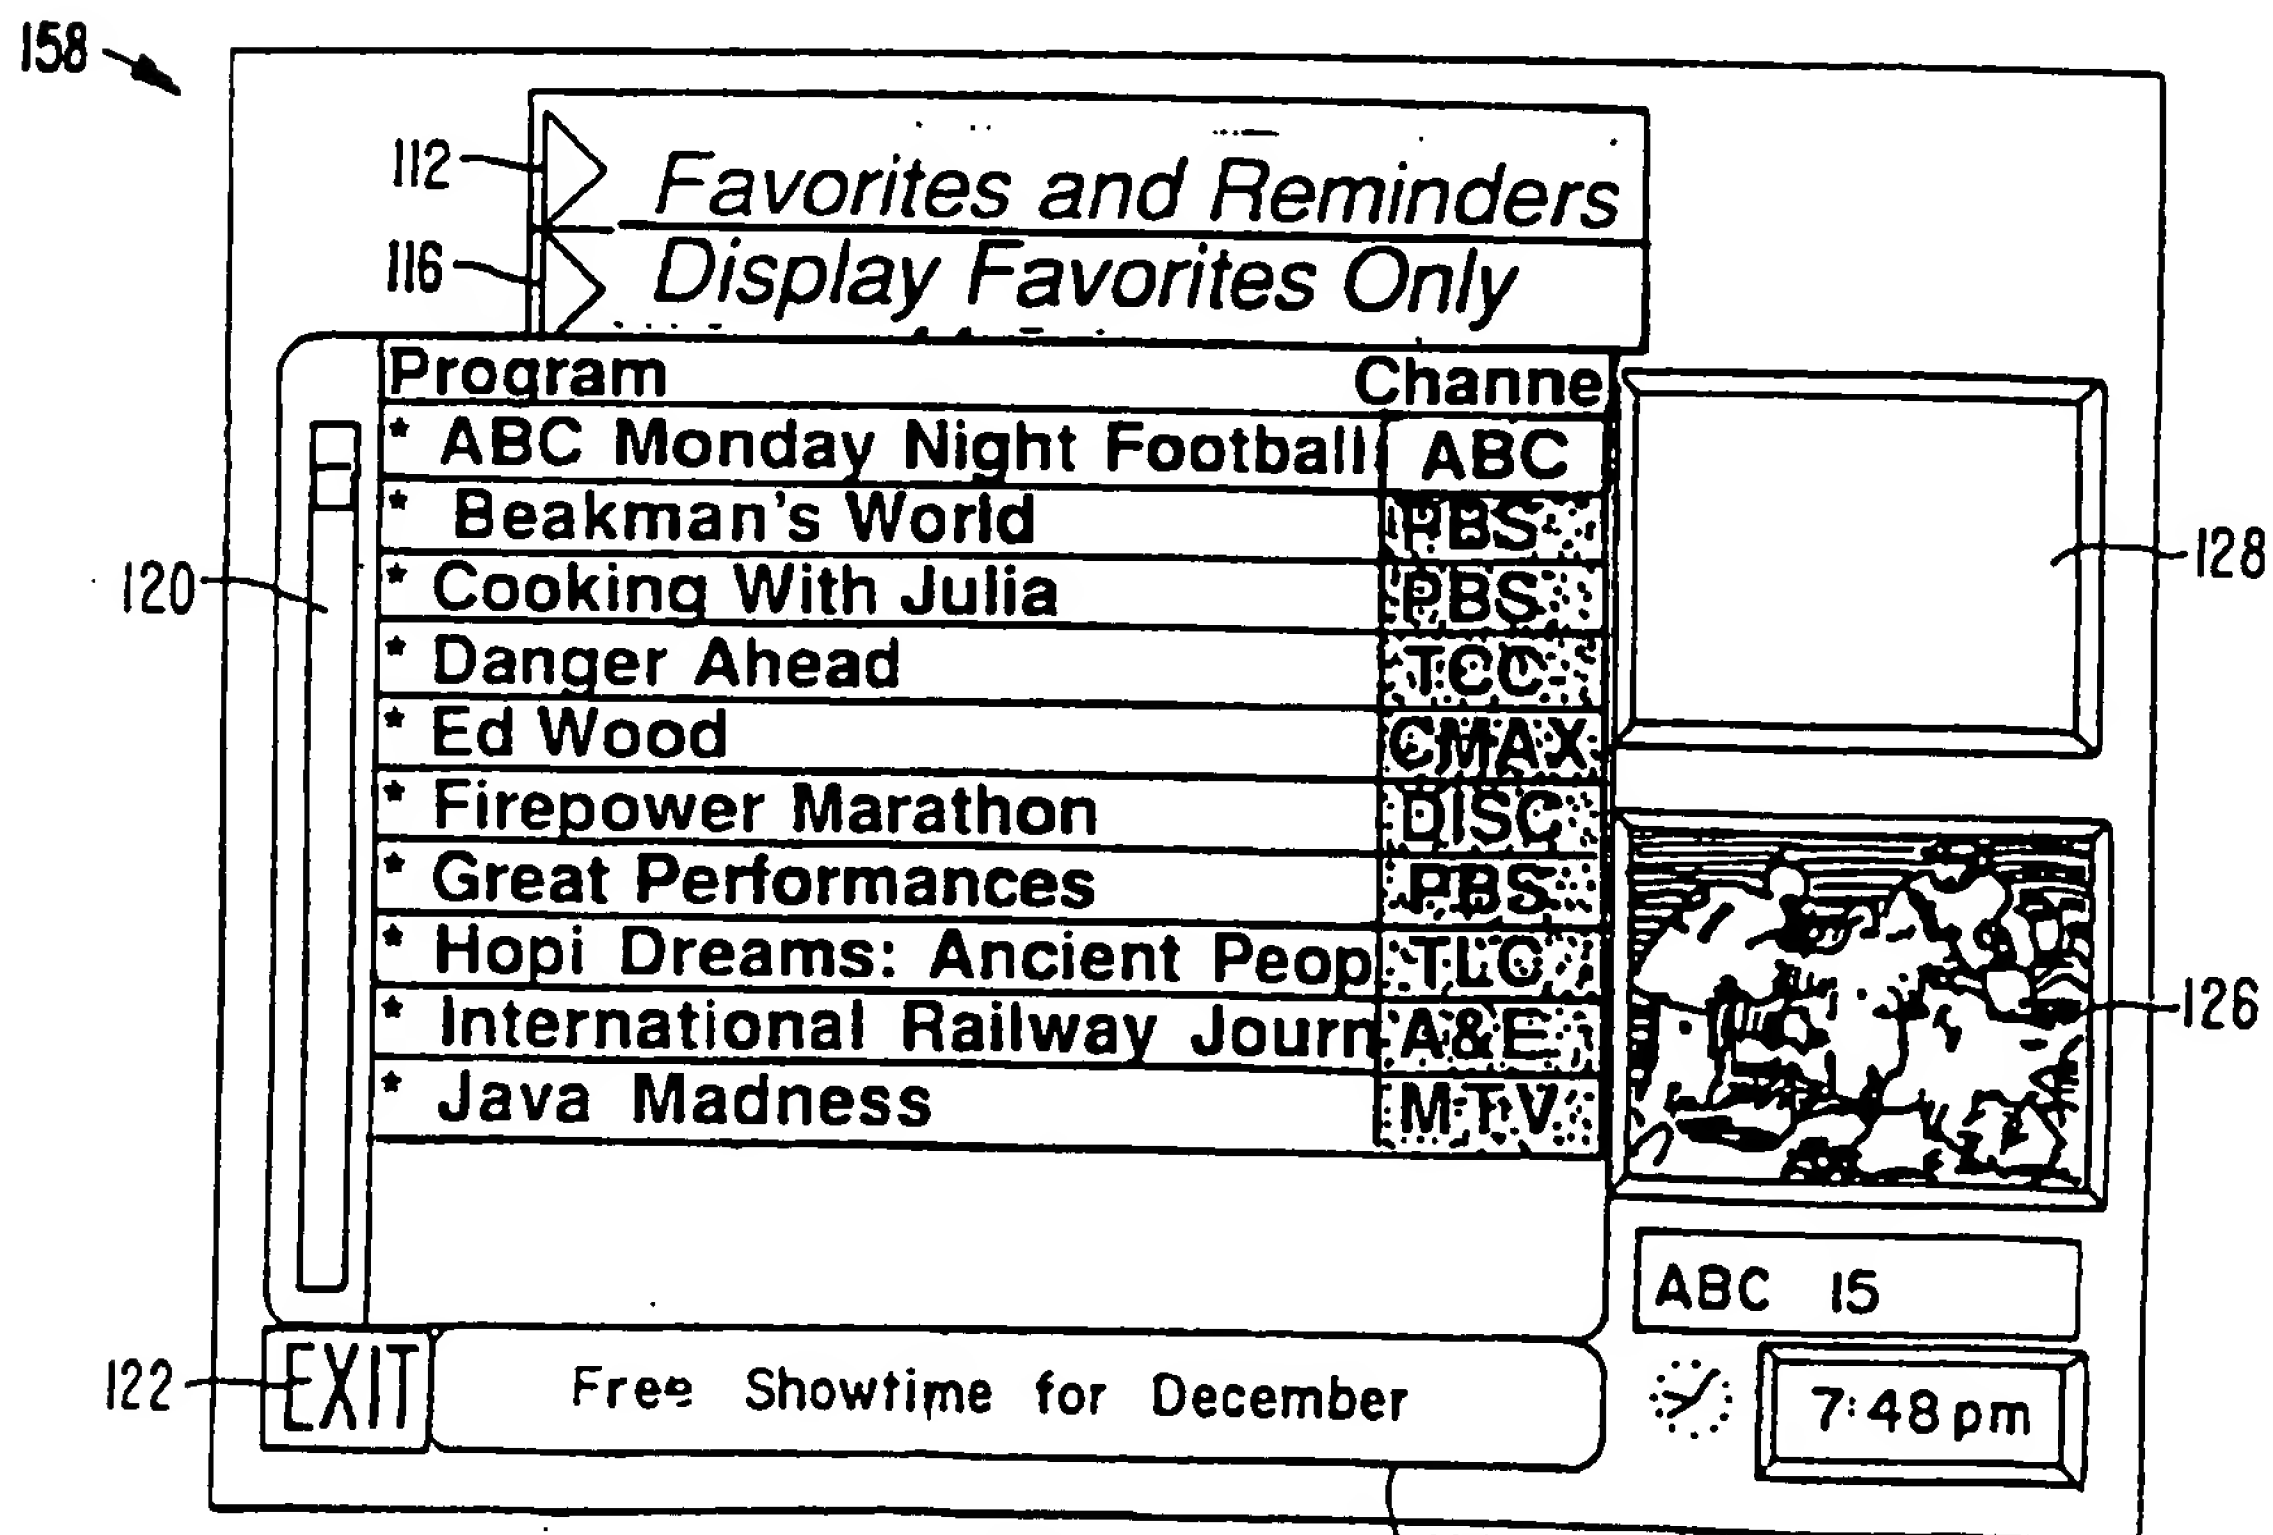 158
112 Favorites and Reminders
116 Display Favorites Only
Program Channe
* ABC Monday Night Football ABC
* Beakman's World PBS
128
* Cooking With Julia PBS
120
* Danger Ahead TCC
* Ed Wood CMAX
* Firepower Marathon DISC
* Great Performances PBS
* Hopi Dreams: Ancient Peop TLC
* International Railway Journ A&E
126
* Java Madness MTV
ABC 15
122 EXIT Free Showtime for December 7:48pm